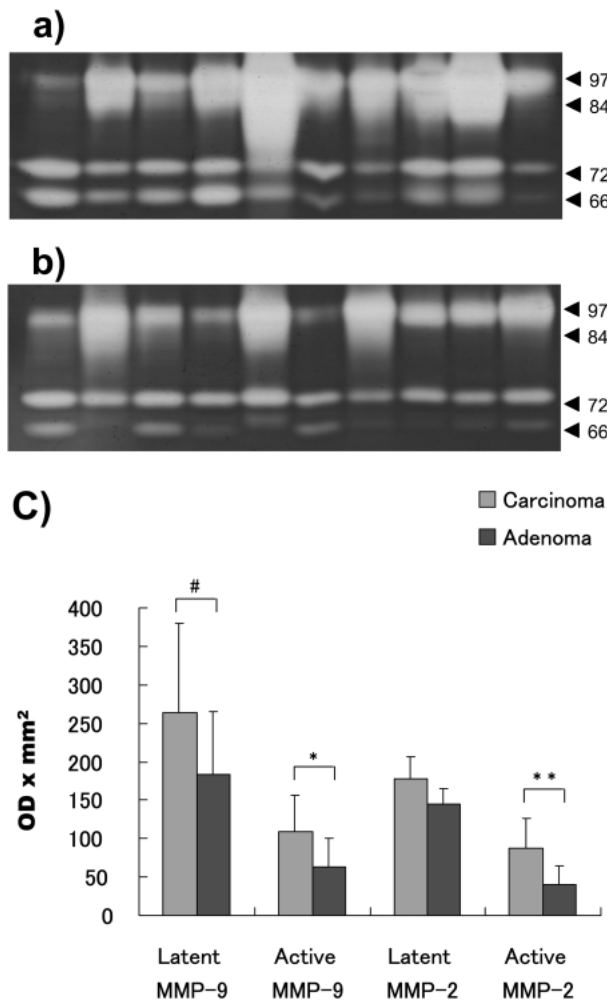 a)
◀ 97
◀ 84
◀ 72
◀ 66
b)
◀ 97
◀ 84
◀ 72
◀ 66
C)
Carcinoma
Adenoma
#
*
**
OD x mm²
400
350
300
250
200
150
100
50
0
Latent Active Latent Active
MMP-9 MMP-9 MMP-2 MMP-2